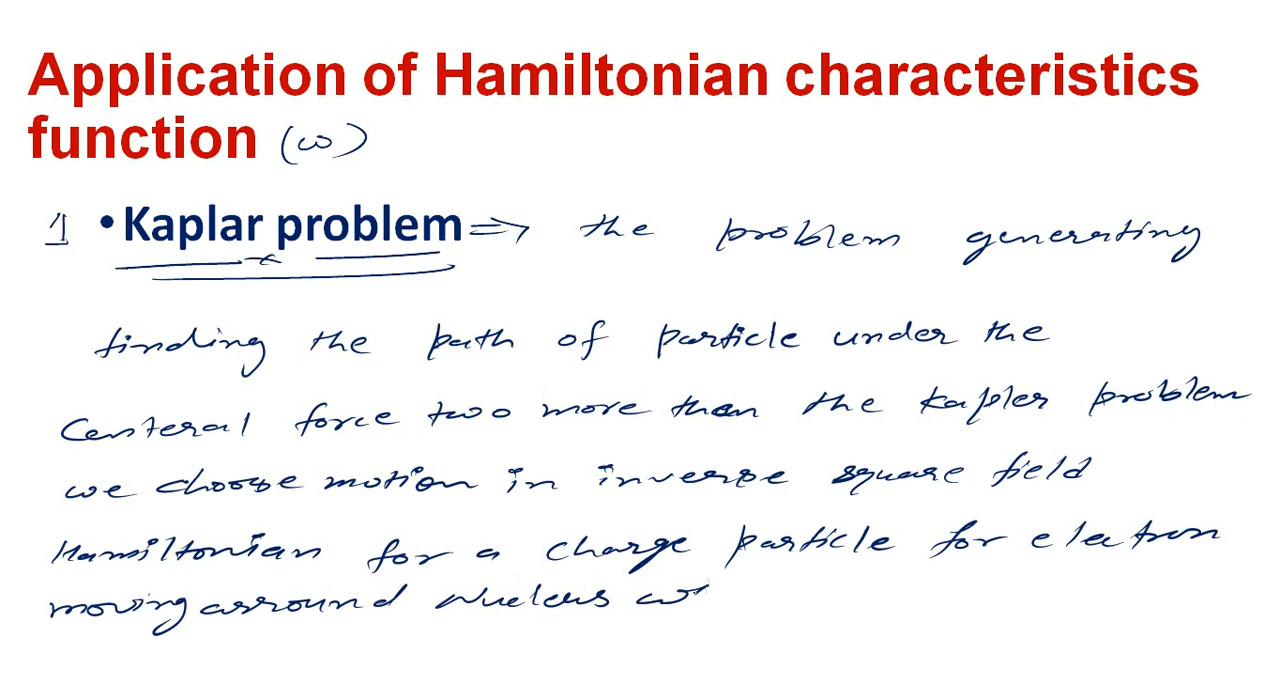 Application of Hamiltonian characteristics
function (ω)
1 • Kaplar problem ⇒ the problem generating
finding the path of particle under the
Centeral force two more than the Kapler problem
we choose motion in inverse square field
Hamiltonian for a charge particle for electron
moving arround Nucleus